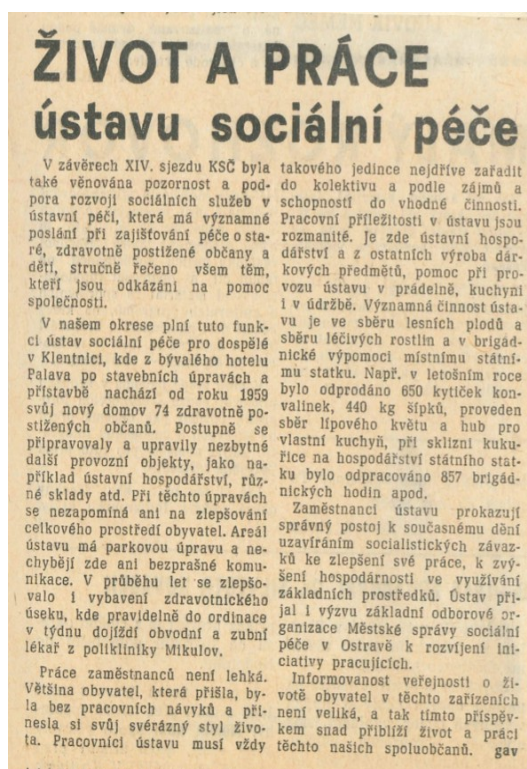 ŽIVOT A PRÁCE
ústavu sociální péče
V závěrech XIV. sjezdu KSČ byla
také věnována pozornost a pod-
pora rozvoji sociálních služeb v
ústavní péči, která má významné
poslání při zajišťování péče o sta-
ré, zdravotně postižené občany a
děti, stručně řečeno všem těm,
kteří jsou odkázáni na pomoc
společnosti.
V našem okrese plní tuto funk-
ci ústav sociální péče pro dospělé
v Klentnici, kde z bývalého hotelu
Palava po stavebních úpravách a
přístavbě nachází od roku 1959
svůj nový domov 74 zdravotně po-
stižených občanů. Postupně se
připravovaly a upravily nezbytné
další provozní objekty, jako na-
příklad ústavní hospodářství, růz-
né sklady atd. Při těchto úpravách
se nezapomíná ani na zlepšování
celkového prostředí obyvatel. Areál
ústavu má parkovou úpravu a ne-
chybějí zde ani bezprašné komu-
nikace. V průběhu let se zlepšo-
valo i vybavení zdravotnického
úseku, kde pravidelně do ordinace
v týdnu dojíždí obvodní a zubní
lékař z polikliniky Mikulov.
Práce zaměstnanců není lehká.
Většina obyvatel, která přišla, by-
la bez pracovních návyků a při-
nesla si svůj svérázný styl živo-
ta. Pracovníci ústavu musí vždy
takového jedince nejdříve zařadit
do kolektivu a podle zájmů a
schopností do vhodné činnosti.
Pracovní příležitosti v ústavu jsou
rozmanité. Je zde ústavní hospo-
dářství a z ostatních výroba dár-
kových předmětů, pomoc při pro-
vozu ústavu v prádelně, kuchyni
i v údržbě. Významná činnost ústa-
vu je ve sběru lesních plodů a
sběru léčivých rostlin a v brigád-
nické výpomoci místnímu státní-
mu statku. Např. v letošním roce
bylo odprodáno 650 kytiček kon-
valinek, 440 kg šípků, proveden
sběr lipového květu a hub pro
vlastní kuchyň, při sklizni kuku-
řice na hospodářství státního stat-
ku bylo odpracováno 857 brigád-
nických hodin apod.
Zaměstnanci ústavu prokazují
správný postoj k současnému dění
uzavíráním socialistických závaz-
ků ke zlepšení své práce, k zvý-
šení hospodárnosti ve využívání
základních prostředků. Ústav při-
jal i výzvu základní odborové or-
ganizace Městské správy sociální
péče v Ostravě k rozvíjení ini-
ciativy pracujících.
Informovanost veřejnosti o ži-
votě obyvatel v těchto zařízeních
není veliká, a tak tímto příspěv-
kem snad přiblíží život a práci
těchto našich spoluobčanů. gav